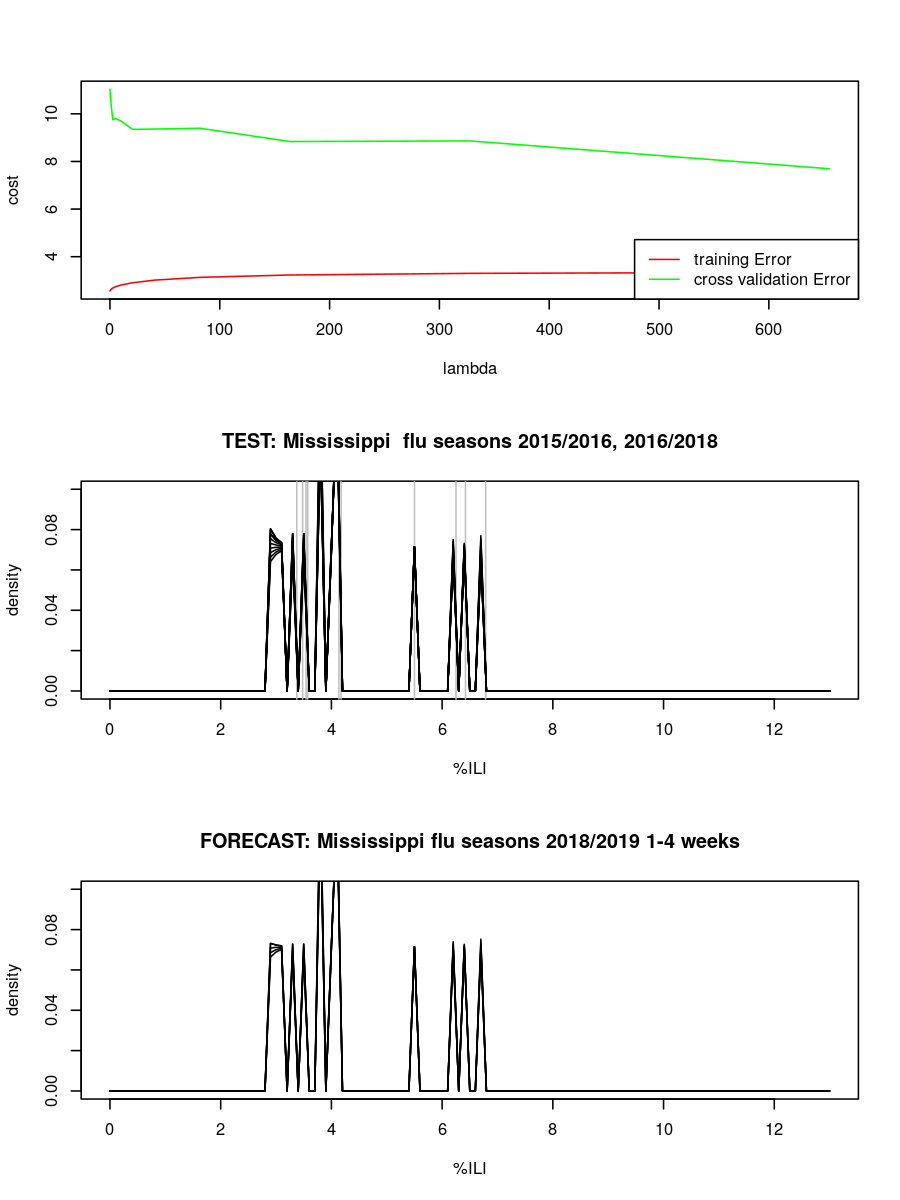 10
8
6
4
cost
training Error
cross validation Error
0 100 200 300 400 500 600
lambda
TEST: Mississippi  flu seasons 2015/2016, 2016/2018
0.08
0.04
0.00
density
0 2 4 6 8 10 12
%ILI
FORECAST: Mississippi flu seasons 2018/2019 1-4 weeks
0.08
0.04
0.00
density
0 2 4 6 8 10 12
%ILI